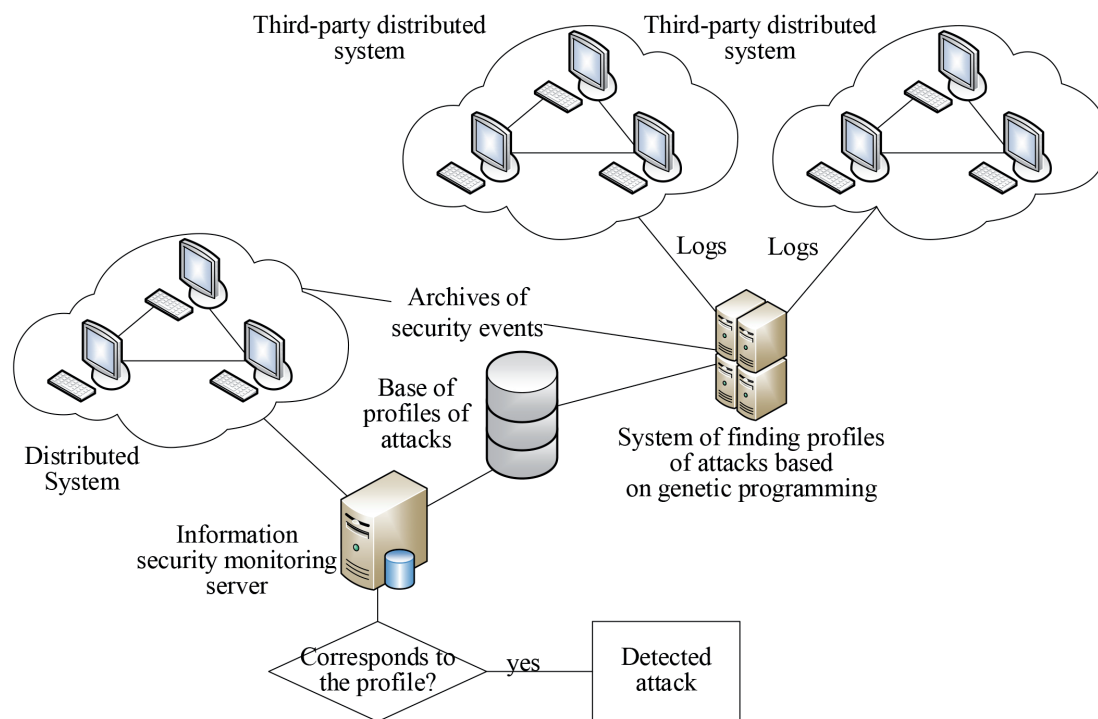 Third-party distributed
system
Third-party distributed
system
Logs
Logs
Archives of
security events
Base of
profiles of
attacks
System of finding profiles
of attacks based
on genetic programming
Distributed
System
Information
security monitoring
server
Corresponds to
the profile?
yes
Detected
attack